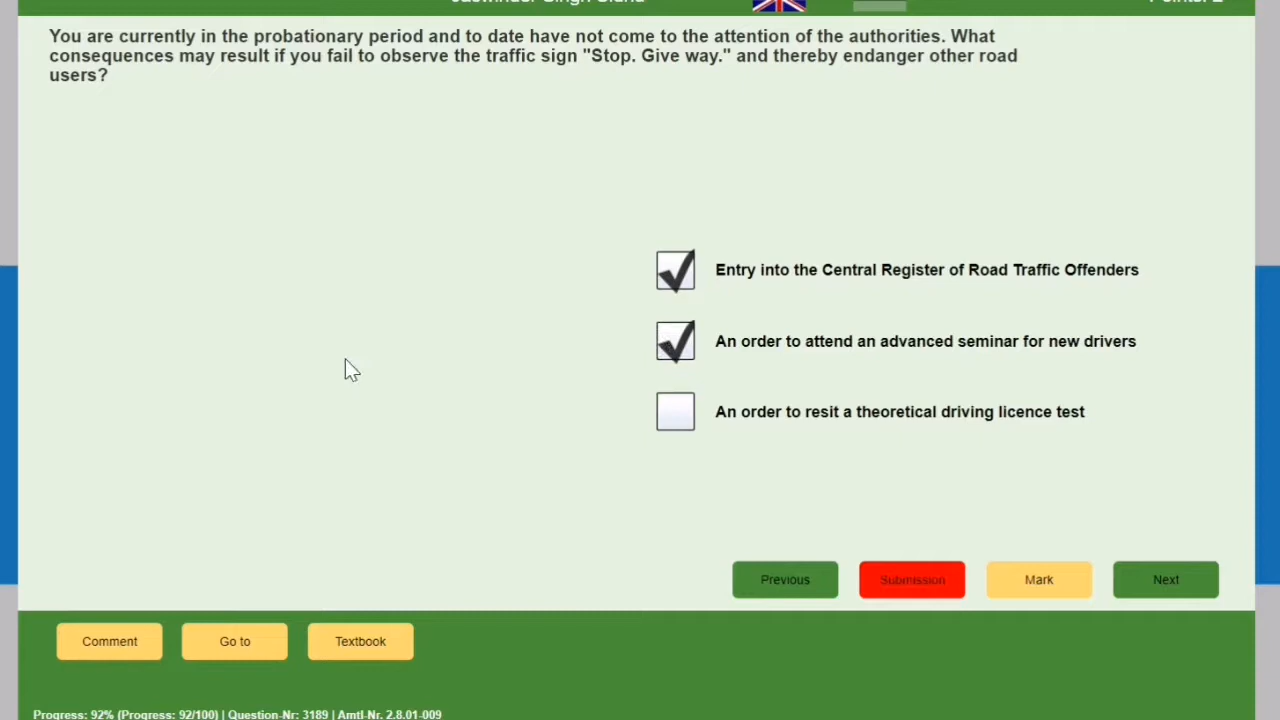 You are currently in the probationary period and to date have not come to the attention of the authorities. What
consequences may result if you fail to observe the traffic sign "Stop. Give way." and thereby endanger other road
users?
Entry into the Central Register of Road Traffic Offenders
An order to attend an advanced seminar for new drivers
An order to resit a theoretical driving licence test
Previous
Submission
Mark
Next
Comment
Go to
Textbook
Progress: 92% (Progress: 92/100) | Question-Nr: 3189 | Amtl-Nr. 2.8.01-009